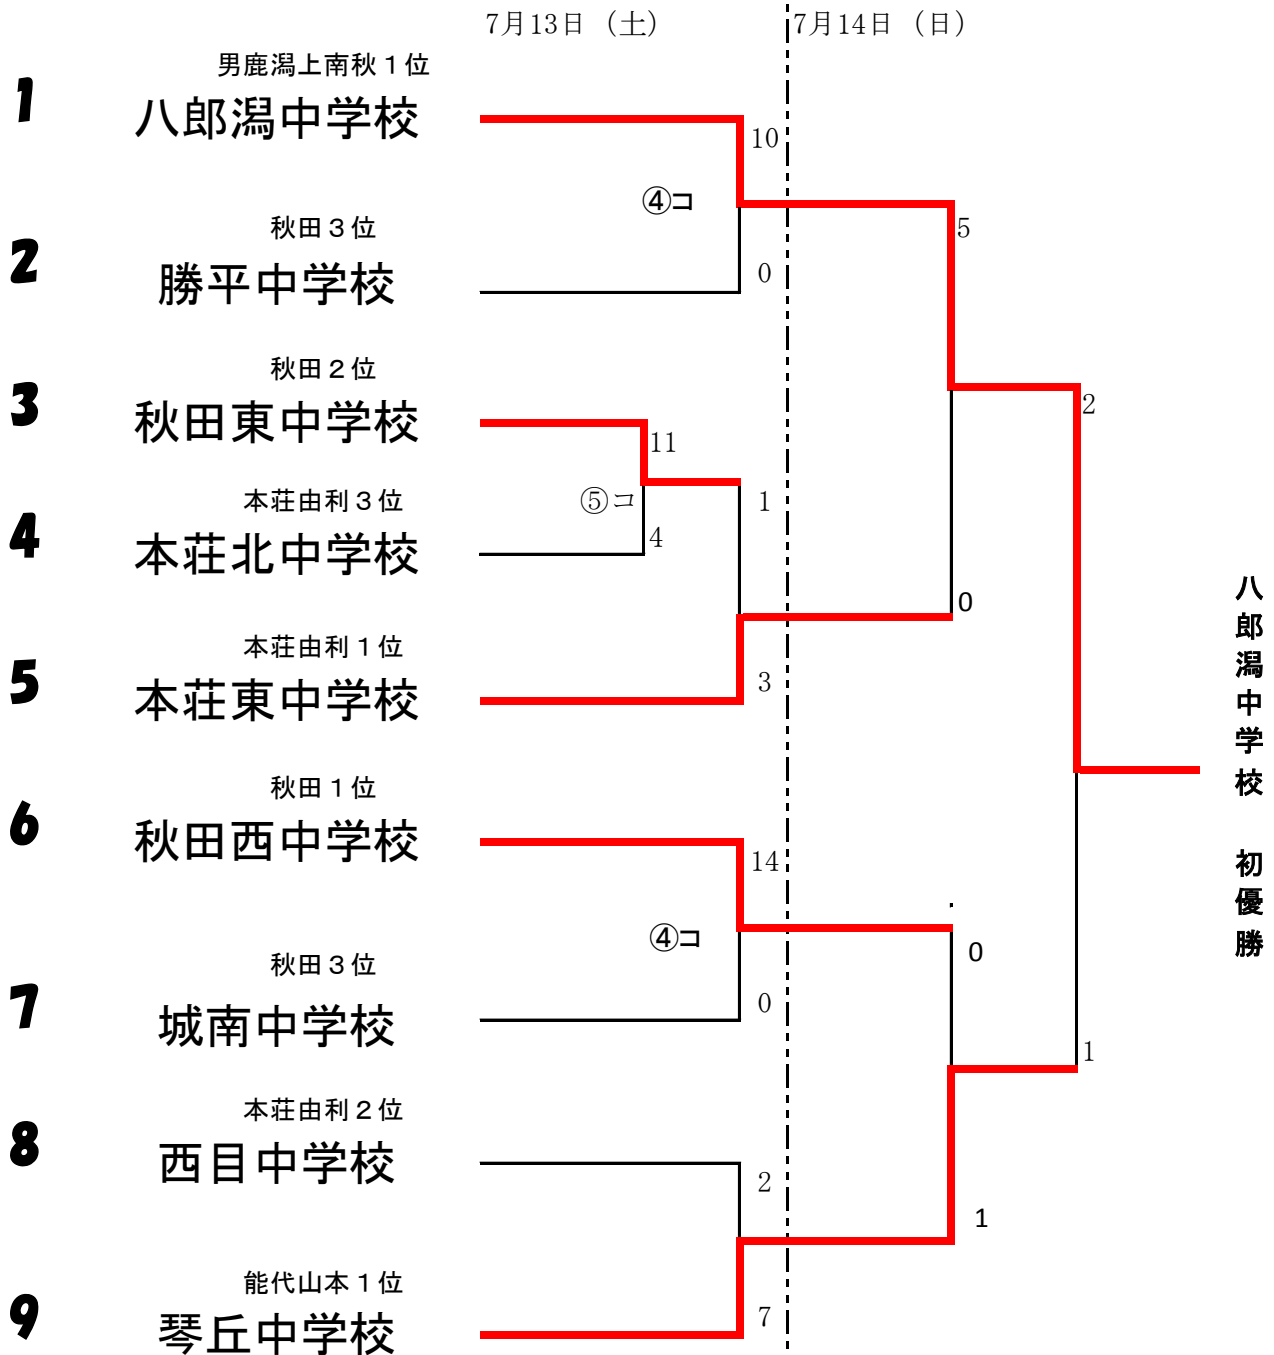 7月13日（土）
7月14日（日）
男鹿潟上南秋１位
1
八郎潟中学校
10
④コ
秋田３位
5
2
勝平中学校
0
秋田２位
3
秋田東中学校
2
11
本荘由利３位
⑤コ
1
4
本荘北中学校
4
0
本荘由利１位
5
本荘東中学校
3
八郎潟中学校　初優勝
秋田１位
6
秋田西中学校
14
④コ
0
秋田３位
7
城南中学校
0
1
本荘由利２位
8
西目中学校
2
1
能代山本１位
9
琴丘中学校
7